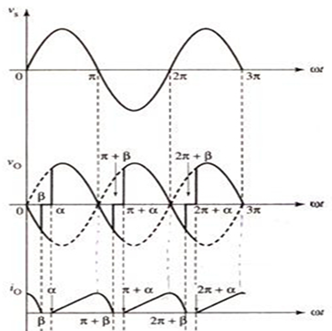 vs
0 π 2π 3π ωt
vO
π + β 2π + β
β
0 α π + α 2π + α 3π ωt
iO
α π + α 2π + α
β π + β 2π + β ωt